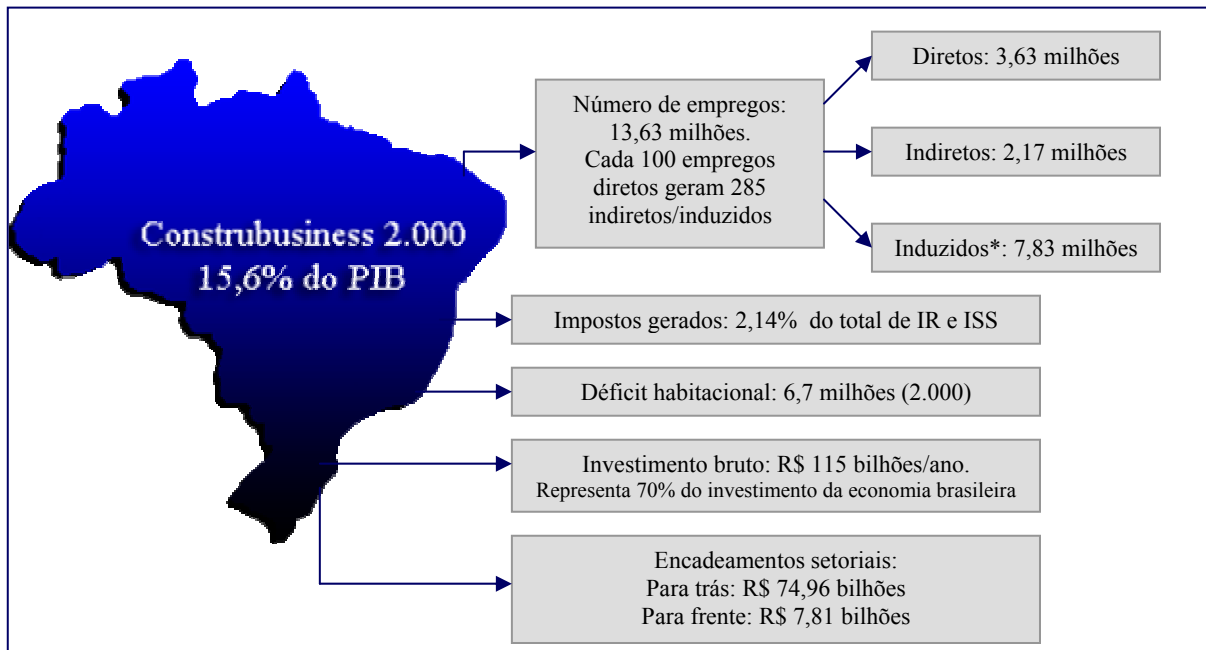 Construbusiness 2.000
15,6% do PIB
Número de empregos:
13,63 milhões.
Cada 100 empregos
diretos geram 285
indiretos/induzidos
Diretos: 3,63 milhões
Indiretos: 2,17 milhões
Induzidos*: 7,83 milhões
Impostos gerados: 2,14% do total de IR e ISS
Déficit habitacional: 6,7 milhões (2.000)
Investimento bruto: R$ 115 bilhões/ano.
Representa 70% do investimento da economia brasileira
Encadeamentos setoriais:
Para trás: R$ 74,96 bilhões
Para frente: R$ 7,81 bilhões